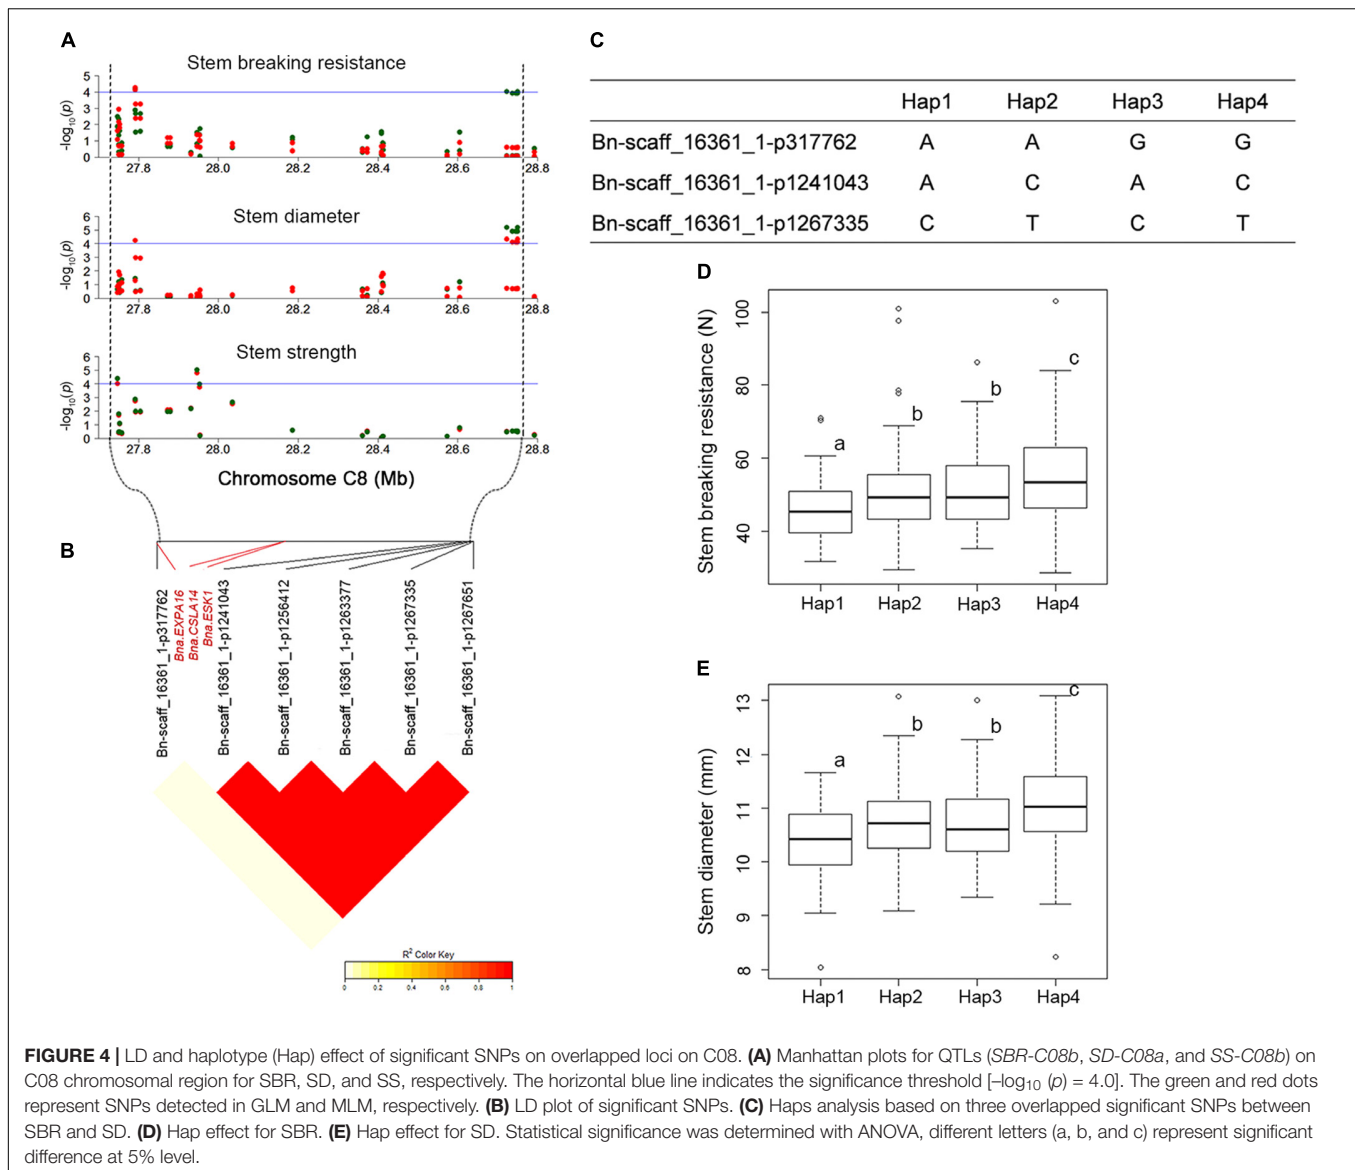 A
Stem breaking resistance
-log10(p)
5
4
3
2
1
0
27.8 28.0 28.2 28.4 28.6 28.8
Stem diameter
-log10(p)
6
5
4
3
2
1
0
27.8 28.0 28.2 28.4 28.6 28.8
Stem strength
-log10(p)
6
5
4
3
2
1
0
27.8 28.0 28.2 28.4 28.6 28.8
Chromosome C8 (Mb)
B
Bn-scaff_16361_1-p317762
Bna.EXPA16
Bna.CSLA14
Bna.ESK1
Bn-scaff_16361_1-p1241043
Bn-scaff_16361_1-p1256412
Bn-scaff_16361_1-p1263377
Bn-scaff_16361_1-p1267335
Bn-scaff_16361_1-p1267651
R² Color Key
0 0.2 0.4 0.6 0.8 1
C
Hap1 Hap2 Hap3 Hap4
Bn-scaff_16361_1-p317762 A A G G
Bn-scaff_16361_1-p1241043 A C A C
Bn-scaff_16361_1-p1267335 C T C T
D
Stem breaking resistance (N)
100
80
60
40
a
b
b
c
Hap1 Hap2 Hap3 Hap4
E
Stem diameter (mm)
13
12
11
10
9
8
a
b
b
c
Hap1 Hap2 Hap3 Hap4
FIGURE 4 | LD and haplotype (Hap) effect of significant SNPs on overlapped loci on C08. (A) Manhattan plots for QTLs (SBR-C08b, SD-C08a, and SS-C08b) on
C08 chromosomal region for SBR, SD, and SS, respectively. The horizontal blue line indicates the significance threshold [–log10 (p) = 4.0]. The green and red dots
represent SNPs detected in GLM and MLM, respectively. (B) LD plot of significant SNPs. (C) Haps analysis based on three overlapped significant SNPs between
SBR and SD. (D) Hap effect for SBR. (E) Hap effect for SD. Statistical significance was determined with ANOVA, different letters (a, b, and c) represent significant
difference at 5% level.